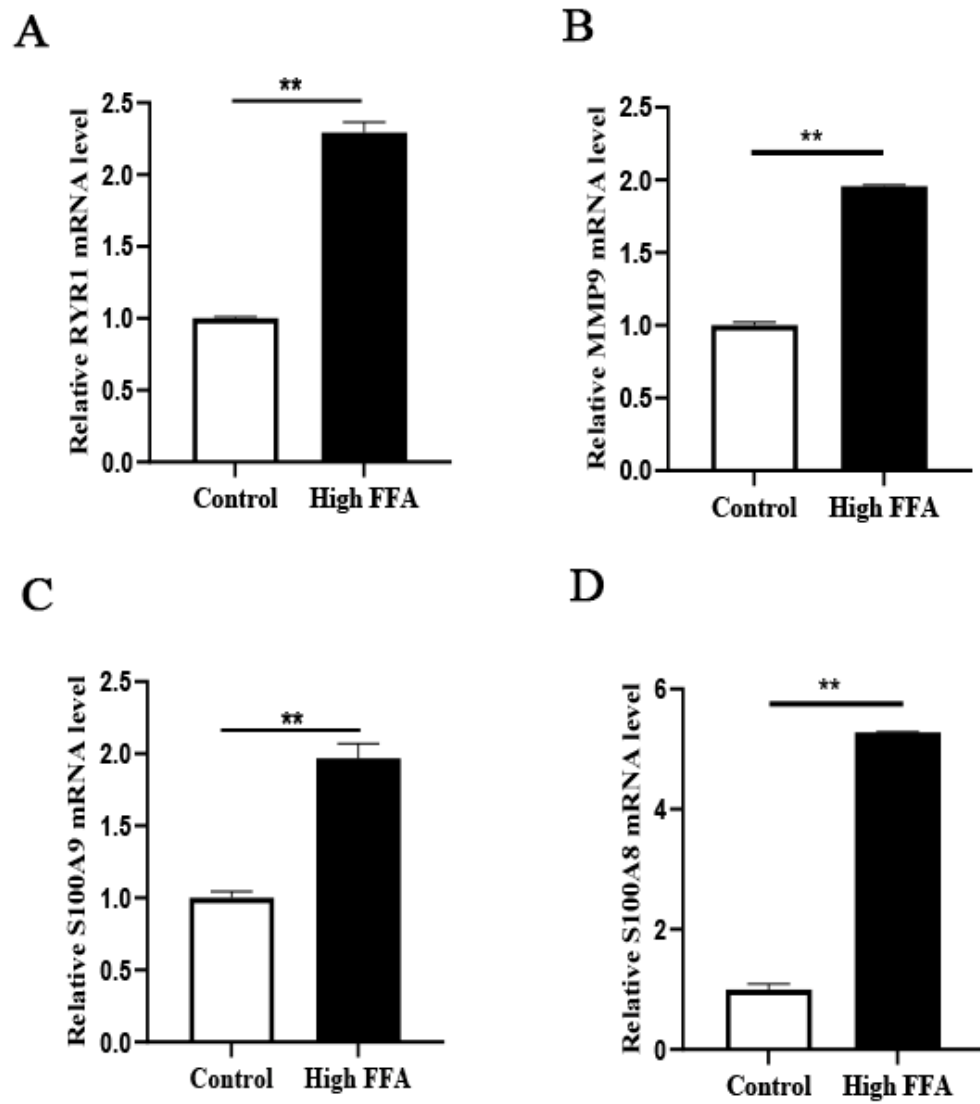 A
Relative RYR1 mRNA level
2.5
2.0
1.5
1.0
0.5
0.0
**
Control High FFA
B
Relative MMP9 mRNA level
2.5
2.0
1.5
1.0
0.5
0.0
**
Control High FFA
C
Relative S100A9 mRNA level
2.5
2.0
1.5
1.0
0.5
0.0
**
Control High FFA
D
Relative S100A8 mRNA level
6
4
2
0
**
Control High FFA